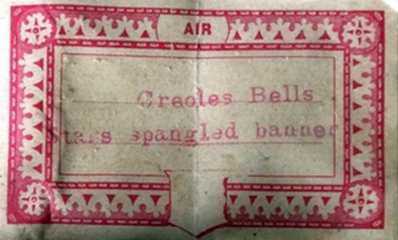 AIR
Creoles Bells
Stars spangled banner